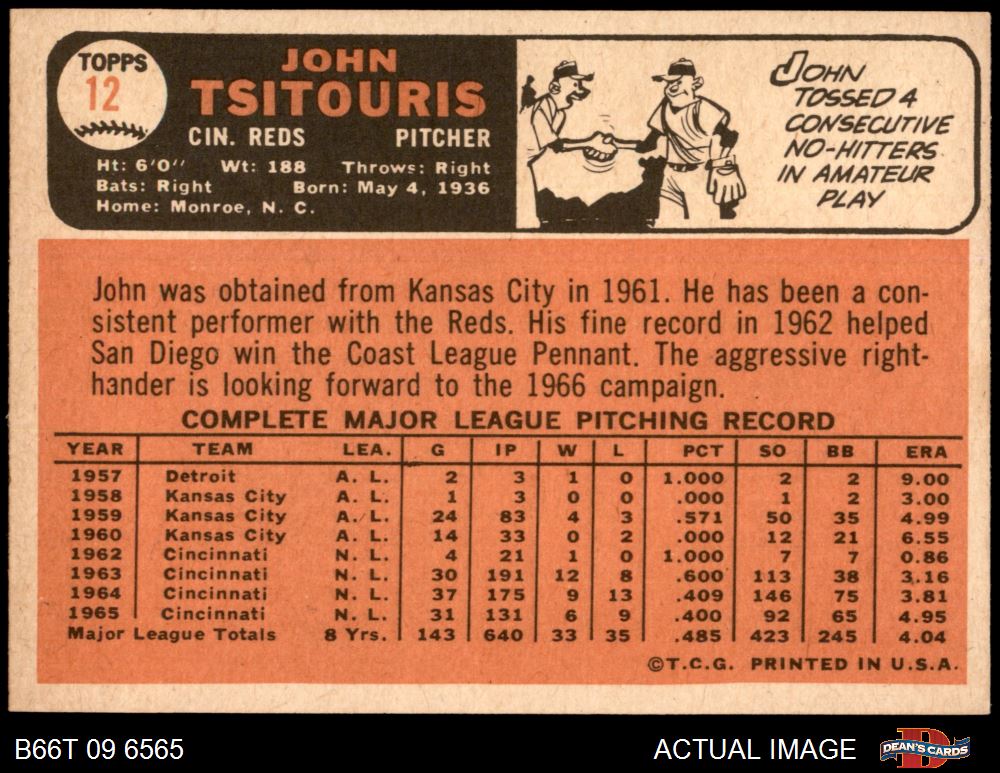 TOPPS
12
JOHN
TSITOURIS
CIN. REDS PITCHER
Ht: 6'0" Wt: 188 Throws: Right
Bats: Right Born: May 4, 1936
Home: Monroe, N. C.
JOHN
TOSSED 4
CONSECUTIVE
NO-HITTERS
IN AMATEUR
PLAY
John was obtained from Kansas City in 1961. He has been a con-
sistent performer with the Reds. His fine record in 1962 helped
San Diego win the Coast League Pennant. The aggressive right-
hander is looking forward to the 1966 campaign.
COMPLETE MAJOR LEAGUE PITCHING RECORD
YEAR TEAM LEA. G IP W L PCT SO BB ERA
1957 Detroit A. L. 2 3 1 0 1.000 2 2 9.00
1958 Kansas City A. L. 1 3 0 0 .000 1 2 3.00
1959 Kansas City A. L. 24 83 4 3 .571 50 35 4.99
1960 Kansas City A. L. 14 33 0 2 .000 12 21 6.55
1962 Cincinnati N. L. 4 21 1 0 1.000 7 7 0.86
1963 Cincinnati N. L. 30 191 12 8 .600 113 38 3.16
1964 Cincinnati N. L. 37 175 9 13 .409 146 75 3.81
1965 Cincinnati N. L. 31 131 6 9 .400 92 65 4.95
Major League Totals 8 Yrs. 143 640 33 35 .485 423 245 4.04
©T.C.G. PRINTED IN U.S.A.
B66T 09 6565 ACTUAL IMAGE DEAN'S CARDS